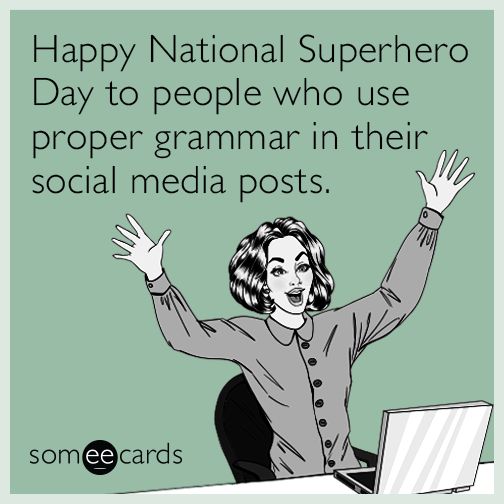 Happy National Superhero
Day to people who use
proper grammar in their
social media posts.
someecards